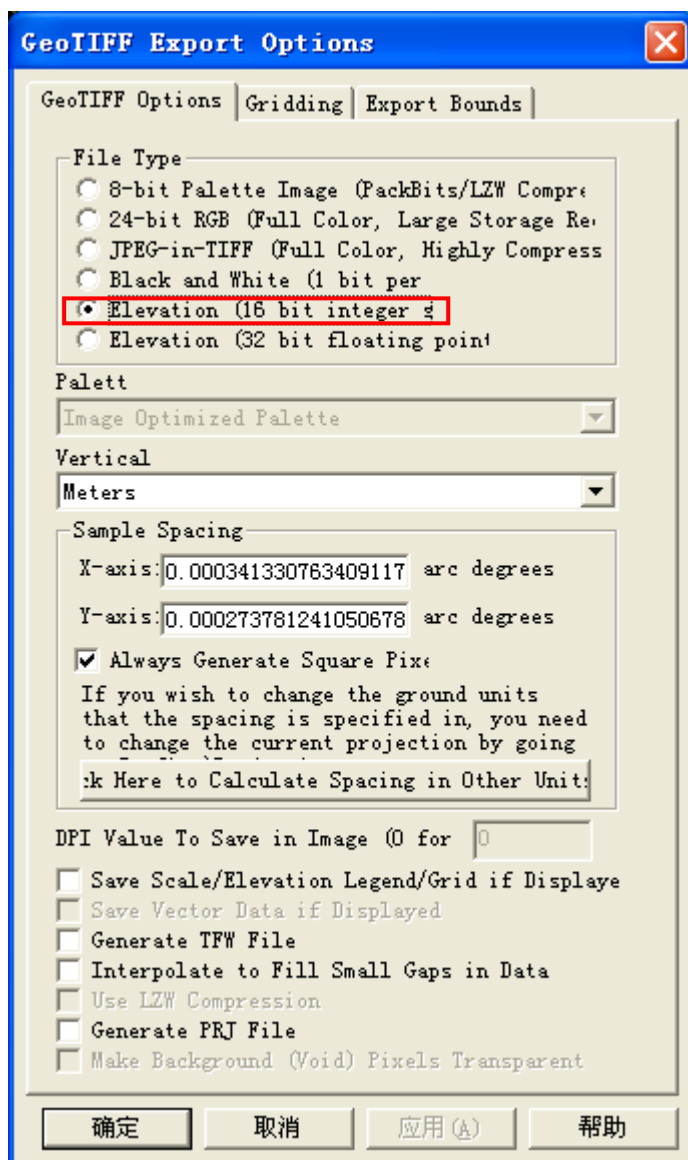 GeoTIFF Export Options
GeoTIFF Options
Gridding
Export Bounds
File Type
8-bit Palette Image (PackBits/LZW Compre
24-bit RGB (Full Color, Large Storage Re
JPEG-in-TIFF (Full Color, Highly Compress
Black and White (1 bit per
Elevation (16 bit integer s
Elevation (32 bit floating point
Palett
Image Optimized Palette
Vertical
Meters
Sample Spacing
X-axis: 0.000341330763409117 arc degrees
Y-axis: 0.000273781241050678 arc degrees
Always Generate Square Pixe
If you wish to change the ground units
that the spacing is specified in, you need
to change the current projection by going
ck Here to Calculate Spacing in Other Units
DPI Value To Save in Image (0 for 0
Save Scale/Elevation Legend/Grid if Displaye
Save Vector Data if Displayed
Generate TFW File
Interpolate to Fill Small Gaps in Data
Use LZW Compression
Generate PRJ File
Make Background (Void) Pixels Transparent
确定
取消
应用(A)
帮助